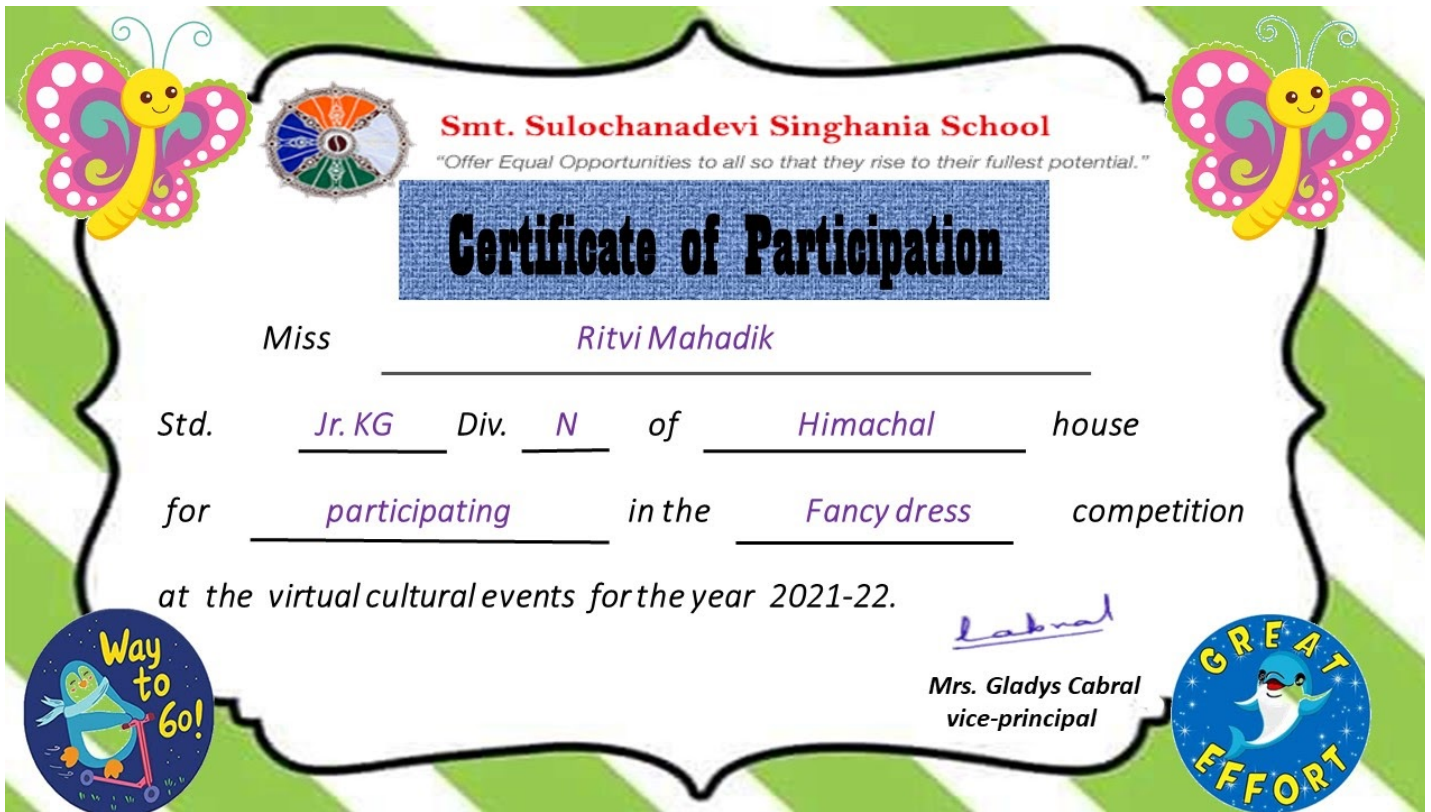 Smt. Sulochanadevi Singhania School
"Offer Equal Opportunities to all so that they rise to their fullest potential."
Certificate of Participation
Miss Ritvi Mahadik
Std. Jr. KG Div. N of Himachal house
for participating in the Fancy dress competition
at the virtual cultural events for the year 2021-22.
Cabral
Mrs. Gladys Cabral
vice-principal
Way
to
Go!
GREAT
EFFORT